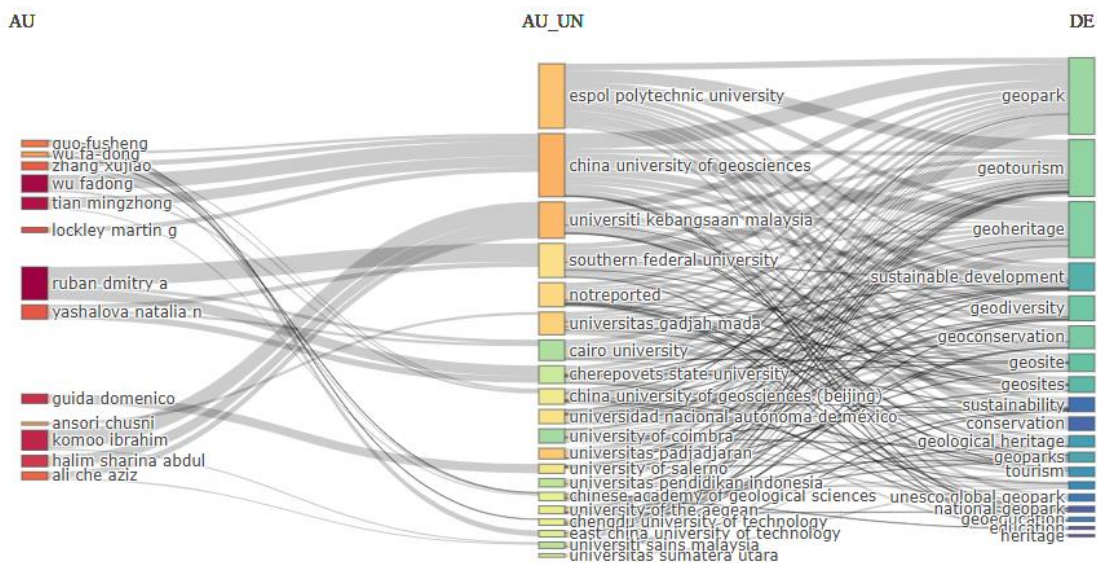 AU
AU_UN
DE
guo fusheng
wu fa-dong
zhang xujiao
wu fadong
tian mingzhong
lockley martin g
ruban dmitry a
yashalova natalia n
guida domenico
ansori chusni
komoo ibrahim
halim sharina abdul
ali che aziz
espol polytechnic university
china university of geosciences
universiti kebangsaan malaysia
southern federal university
notreported
universitas gadjah mada
cairo university
cherepovets state university
china university of geosciences (beijing)
universidad nacional autónoma de méxico
university of coimbra
universitas padjadjaran
university of salerno
universitas pendidikan indonesia
chinese academy of geological sciences
university of the aegean
chengdu university of technology
east china university of technology
universiti sains malaysia
universitas sumatera utara
geopark
geotourism
geoheritage
sustainable development
geodiversity
geoconservation
geosite
geosites
sustainability
conservation
geological heritage
geoparks
tourism
unesco global geopark
national geopark
geoeducation
education
heritage